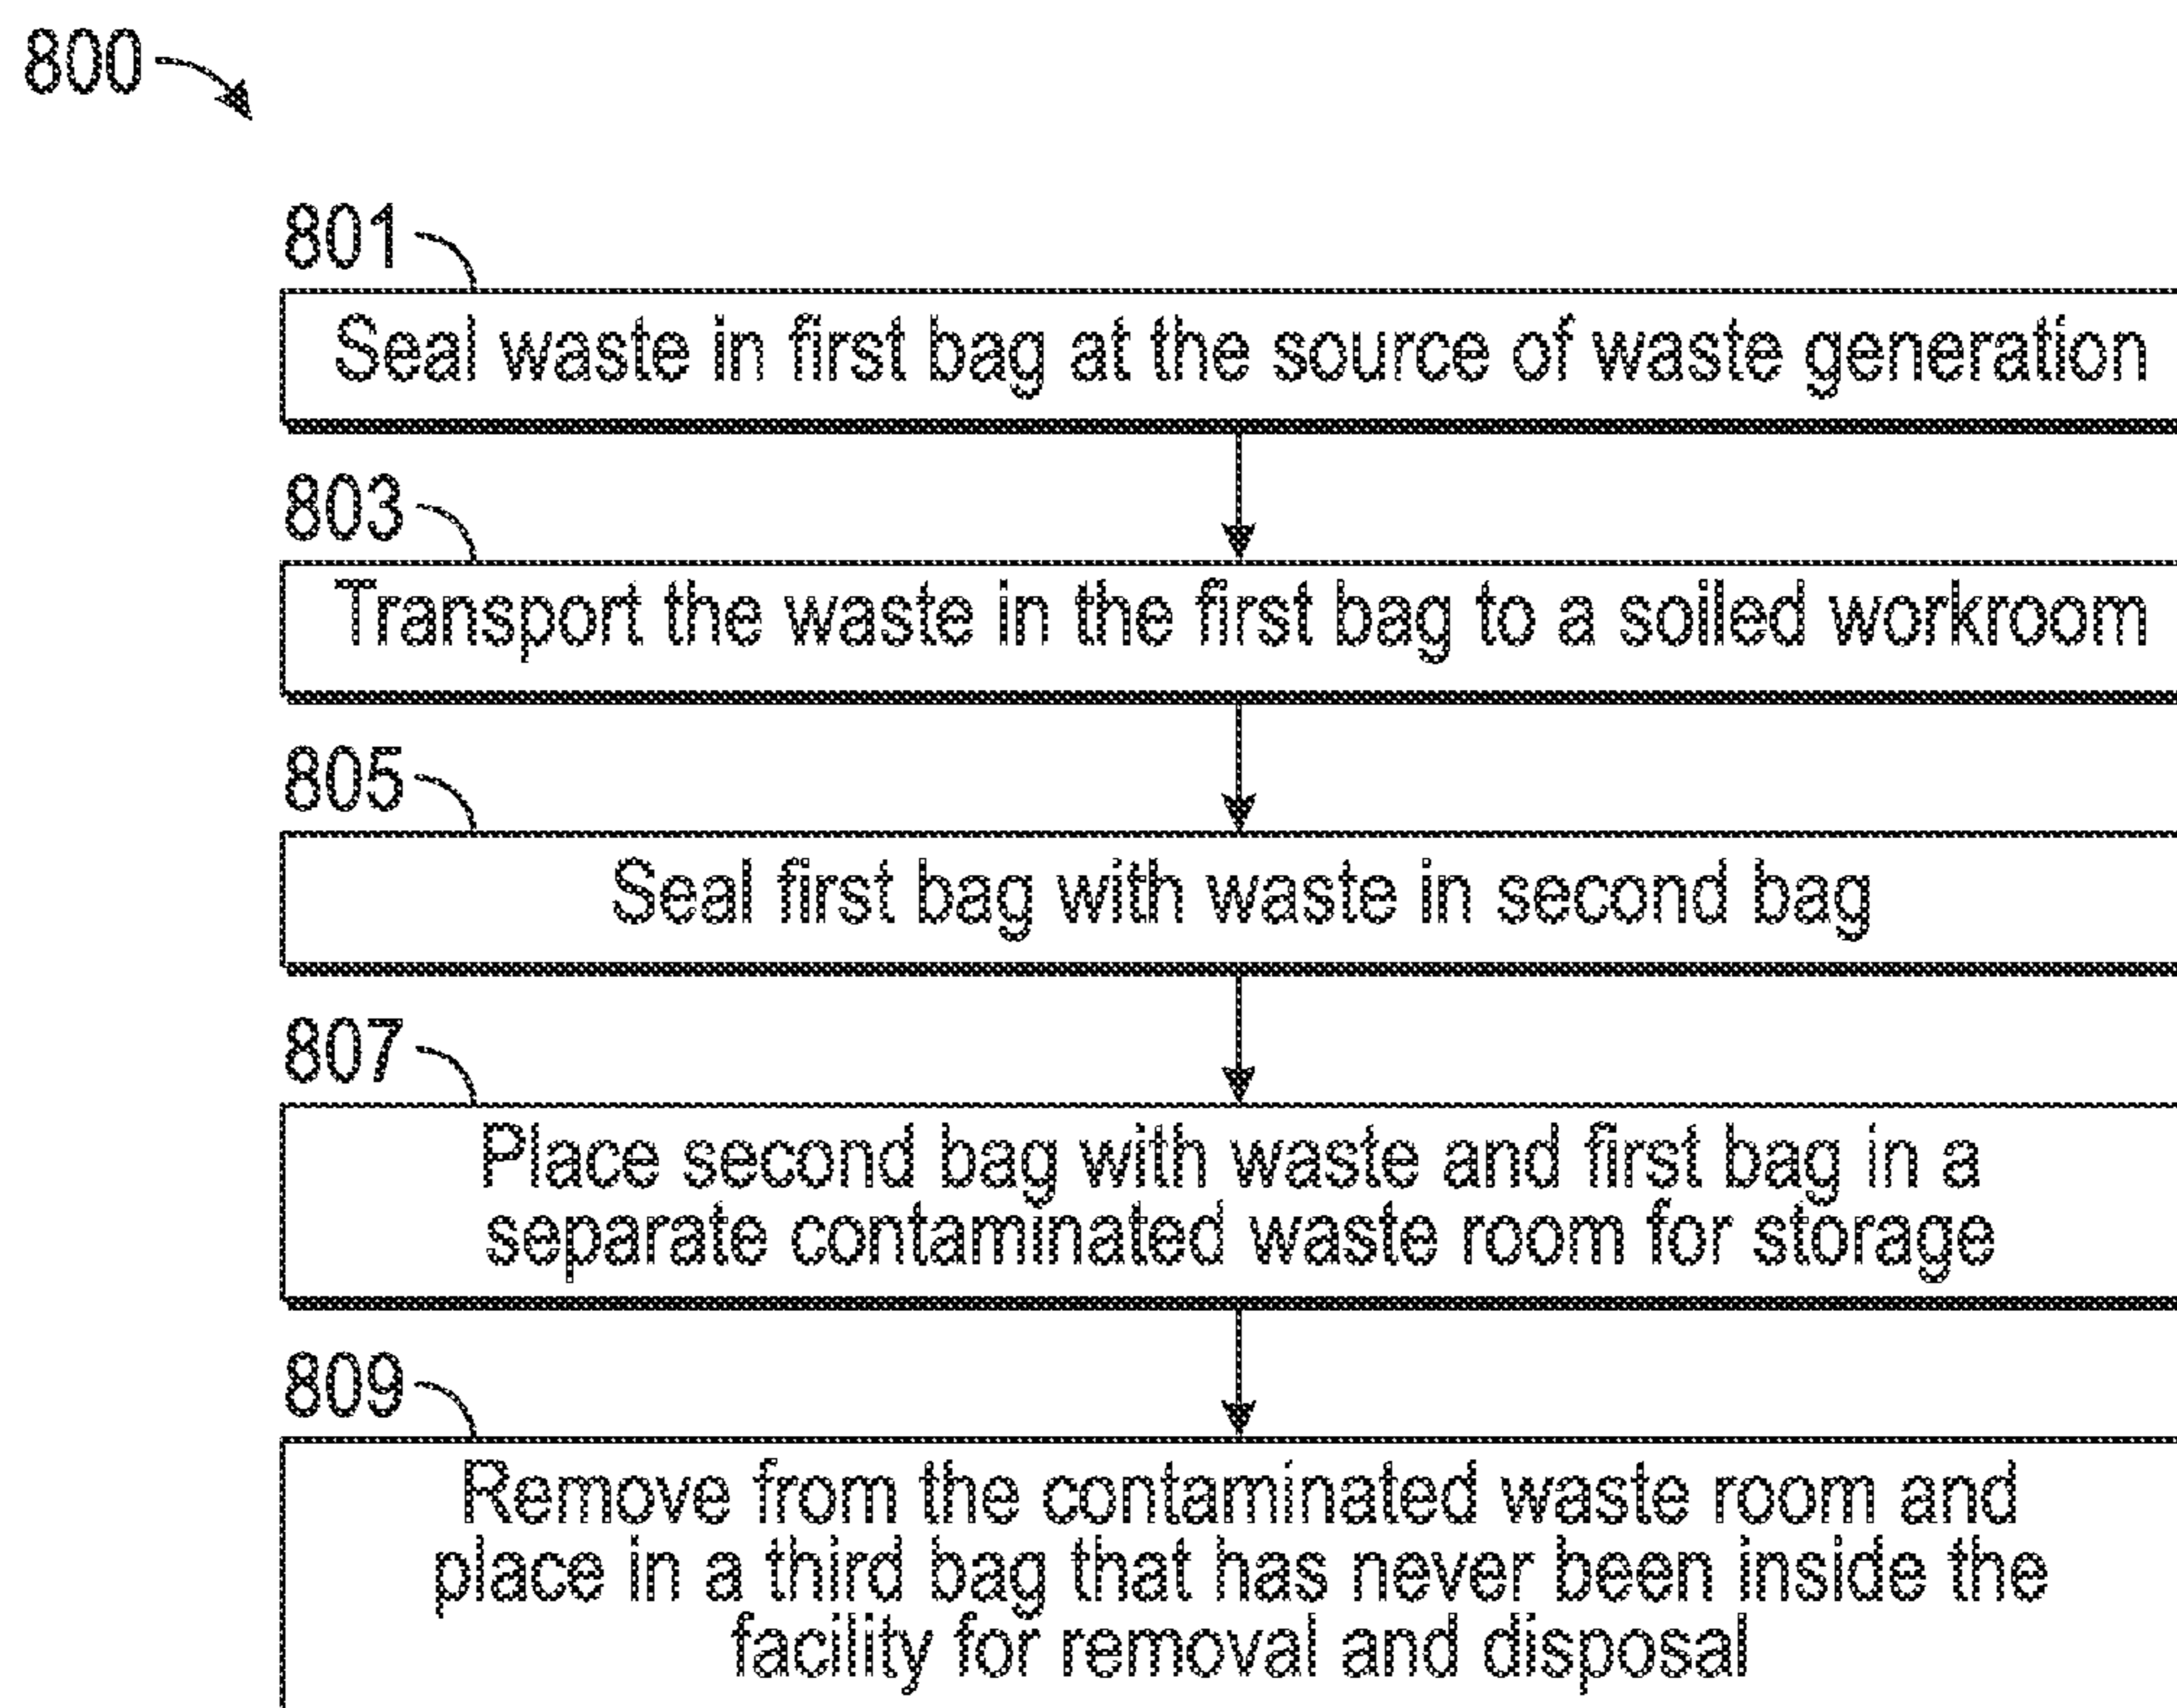 800
801
Seal waste in first bag at the source of waste generation
803
Transport the waste in the first bag to a soiled workroom
805
Seal first bag with waste in second bag
807
Place second bag with waste and first bag in a
separate contaminated waste room for storage
809
Remove from the contaminated waste room and
place in a third bag that has never been inside the
facility for removal and disposal